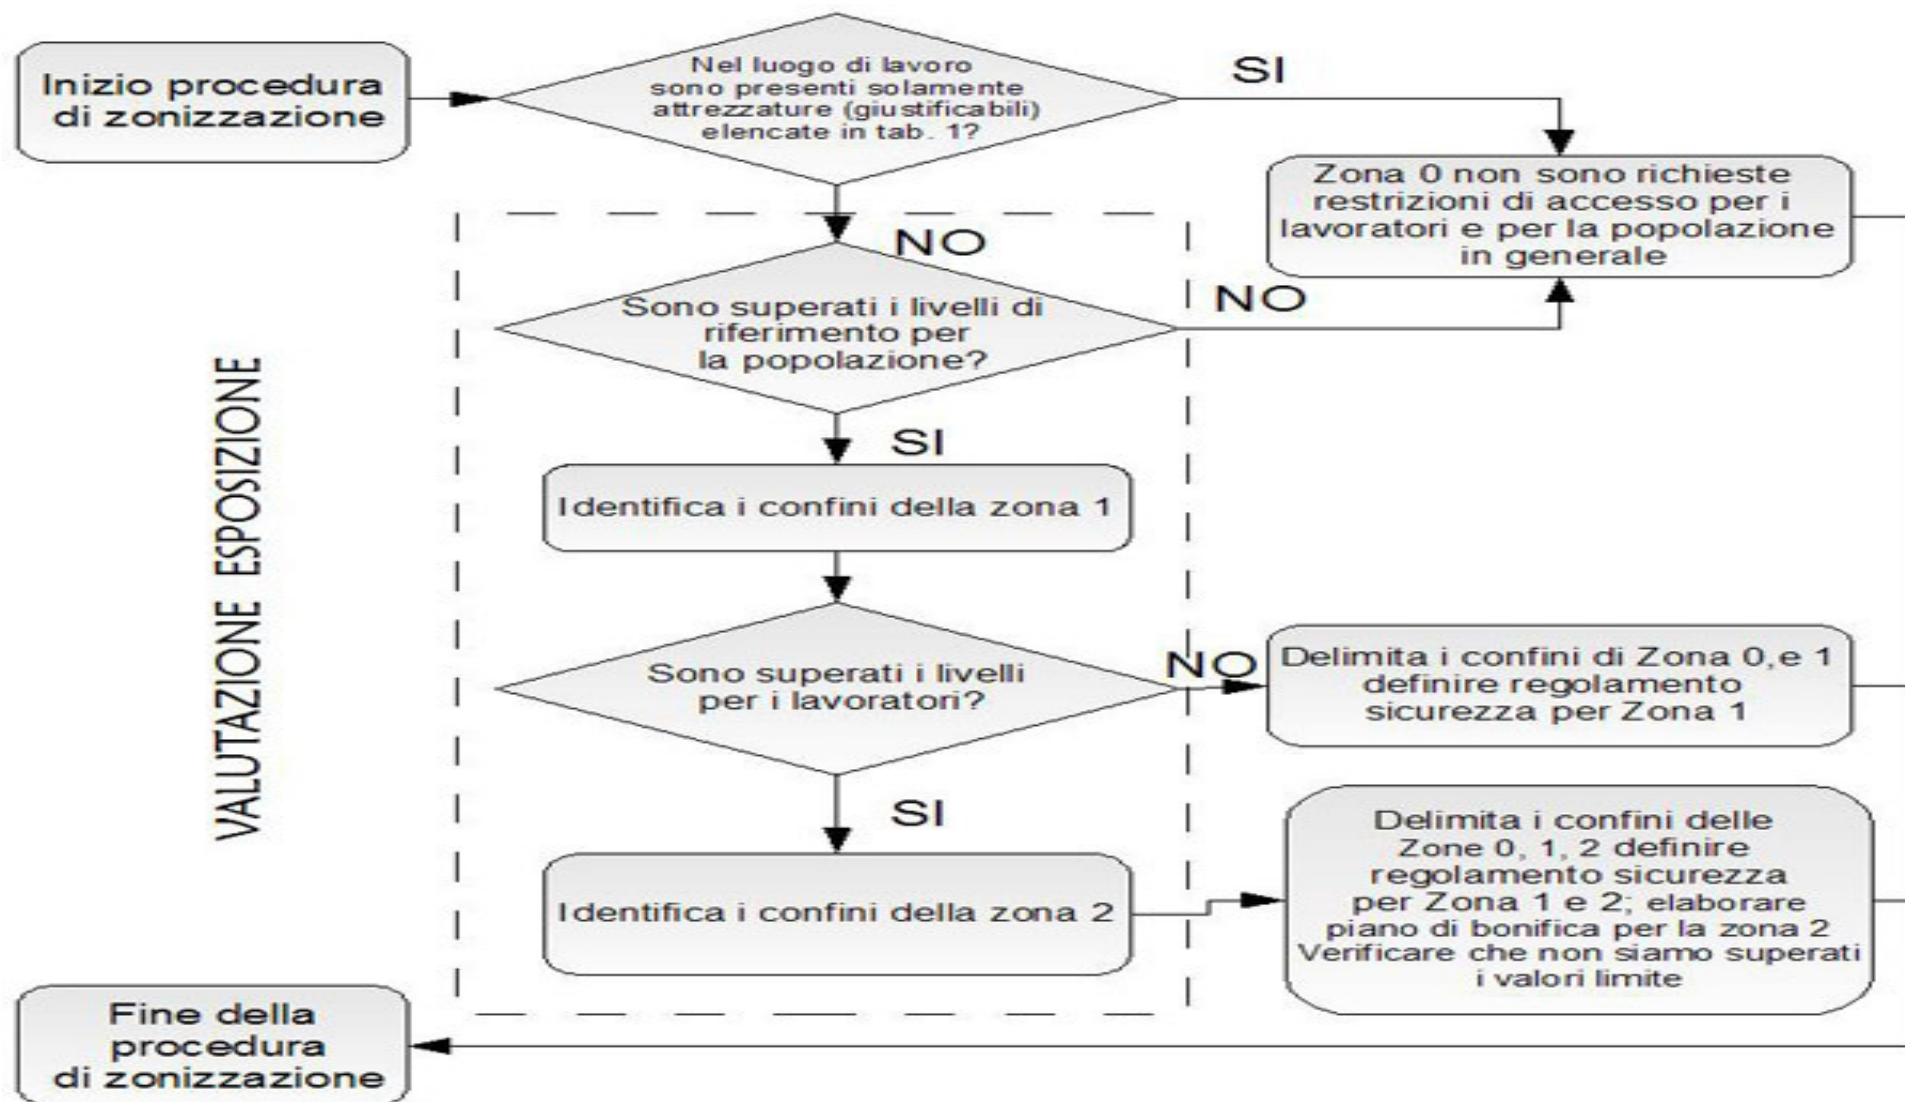 Inizio procedura
di zonizzazione
Nel luogo di lavoro
sono presenti solamente
attrezzature (giustificabili)
elencate in tab. 1?
SI
Zona 0 non sono richieste
restrizioni di accesso per i
lavoratori e per la popolazione
in generale
NO
Sono superati i livelli di
riferimento per
la popolazione?
NO
SI
Identifica i confini della zona 1
VALUTAZIONE ESPOSIZIONE
Sono superati i livelli
per i lavoratori?
NO
Delimita i confini di Zona 0,e 1
definire regolamento
sicurezza per Zona 1
SI
Identifica i confini della zona 2
Delimita i confini delle
Zone 0, 1, 2 definire
regolamento sicurezza
per Zona 1 e 2; elaborare
piano di bonifica per la zona 2
Verificare che non siamo superati
i valori limite
Fine della
procedura
di zonizzazione